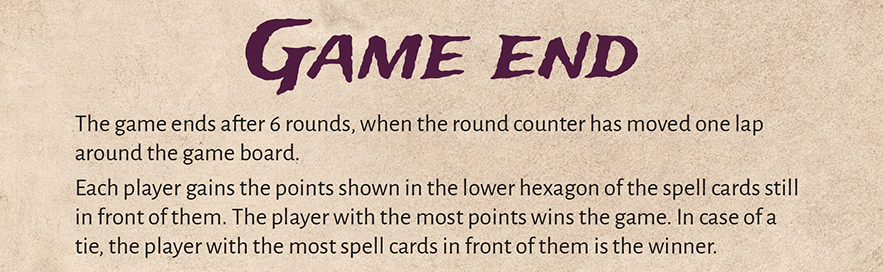 GAME END
The game ends after 6 rounds, when the round counter has moved one lap
around the game board.
Each player gains the points shown in the lower hexagon of the spell cards still
in front of them. The player with the most points wins the game. In case of a
tie, the player with the most spell cards in front of them is the winner.